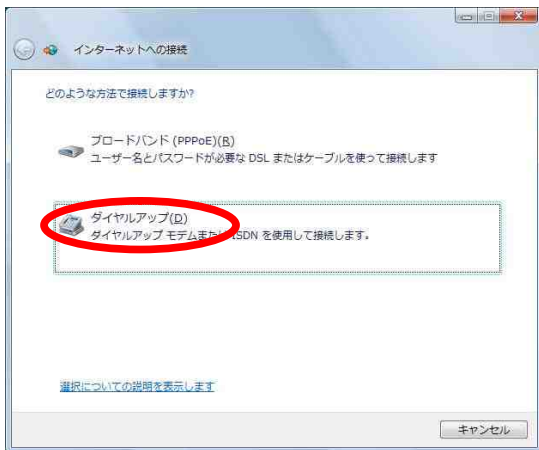 インターネットへの接続
どのような方法で接続しますか?
ブロードバンド (PPPoE)(R)
ユーザー名とパスワードが必要な DSL またはケーブルを使って接続します
ダイヤルアップ(D)
ダイヤルアップ モデムまたは ISDN を使用して接続します。
選択についての説明を表示します
キャンセル